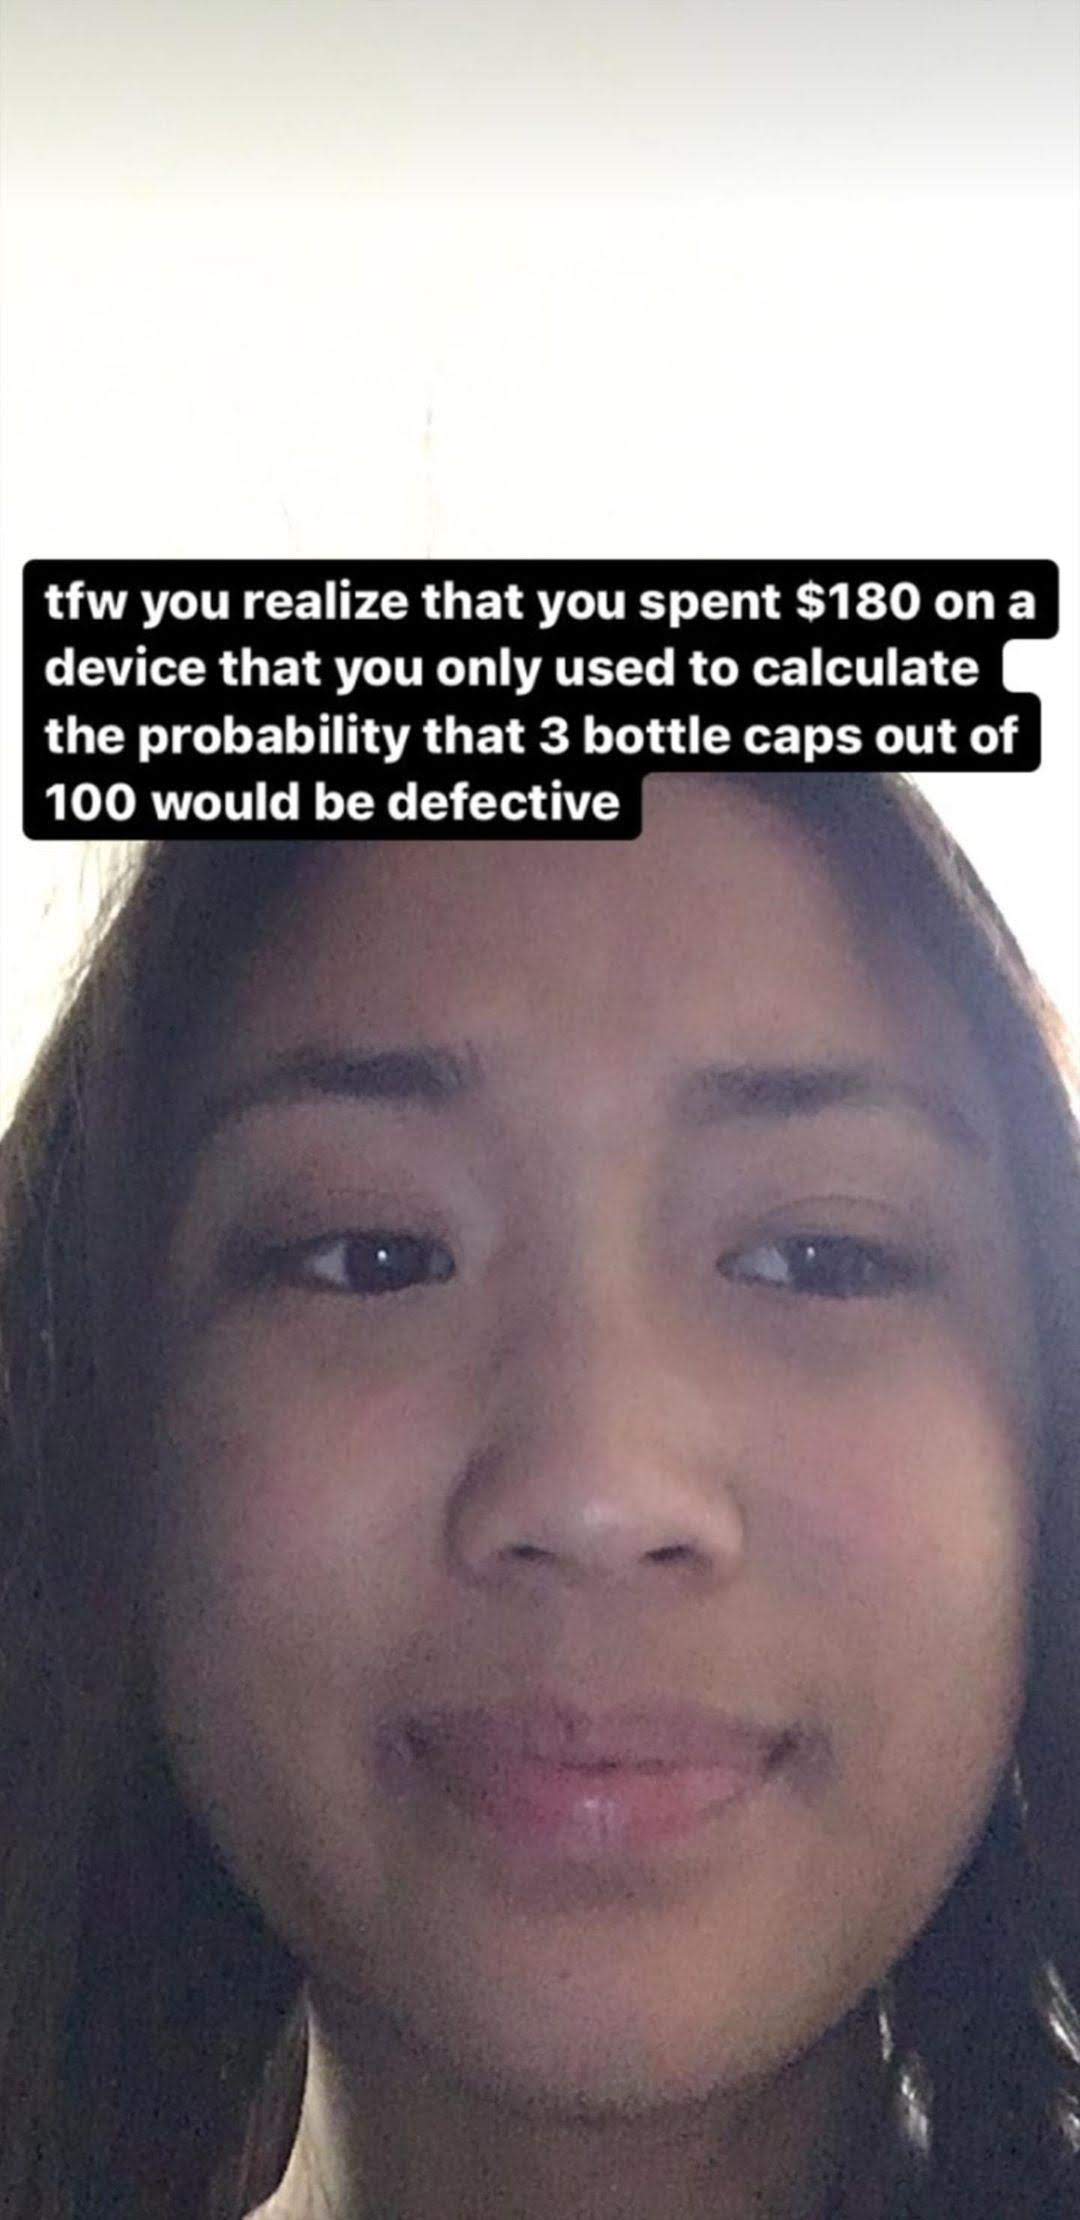 tfw you realize that you spent $180 on a
device that you only used to calculate
the probability that 3 bottle caps out of
100 would be defective